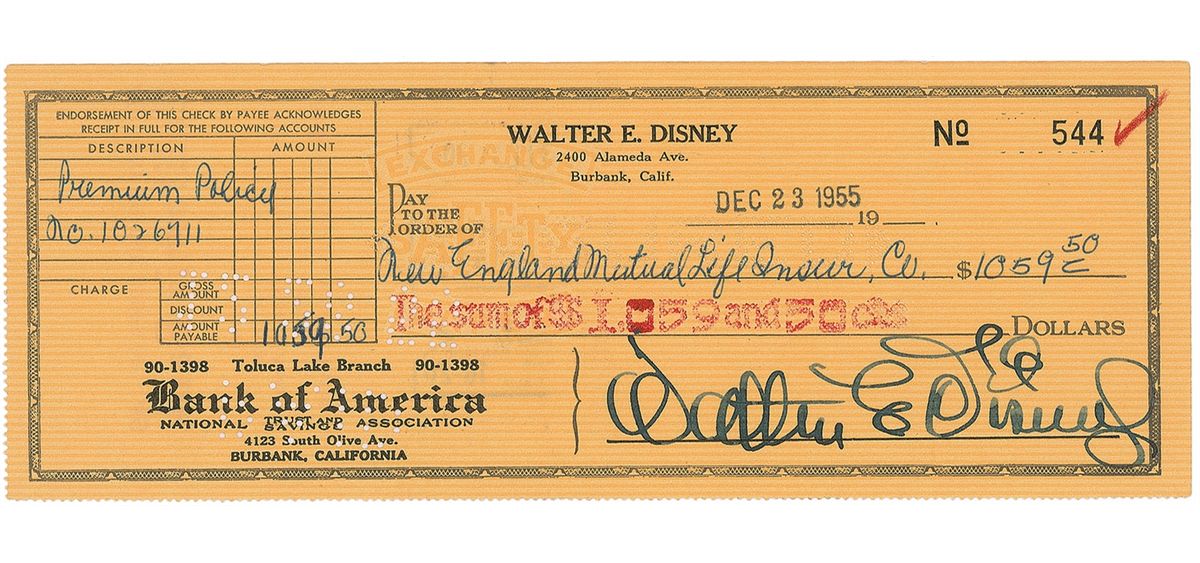 ENDORSEMENT OF THIS CHECK BY PAYEE ACKNOWLEDGES
RECEIPT IN FULL FOR THE FOLLOWING ACCOUNTS
DESCRIPTION AMOUNT
Premium Policy
No. 1026711
CHARGE
GROSS AMOUNT
DISCOUNT
AMOUNT PAYABLE 1059 50
WALTER E. DISNEY
2400 Alameda Ave.
Burbank, Calif.
No 544
DEC 23 1955
19
PAY
TO THE
ORDER OF
New England Mutual Life Insur, Co. $1059 50
The sum of $1059 and 50 cts DOLLARS
90-1398 Toluca Lake Branch 90-1398
Bank of America
NATIONAL TRUST AND SAVINGS ASSOCIATION
4123 South Olive Ave.
BURBANK, CALIFORNIA
Walter E Disney